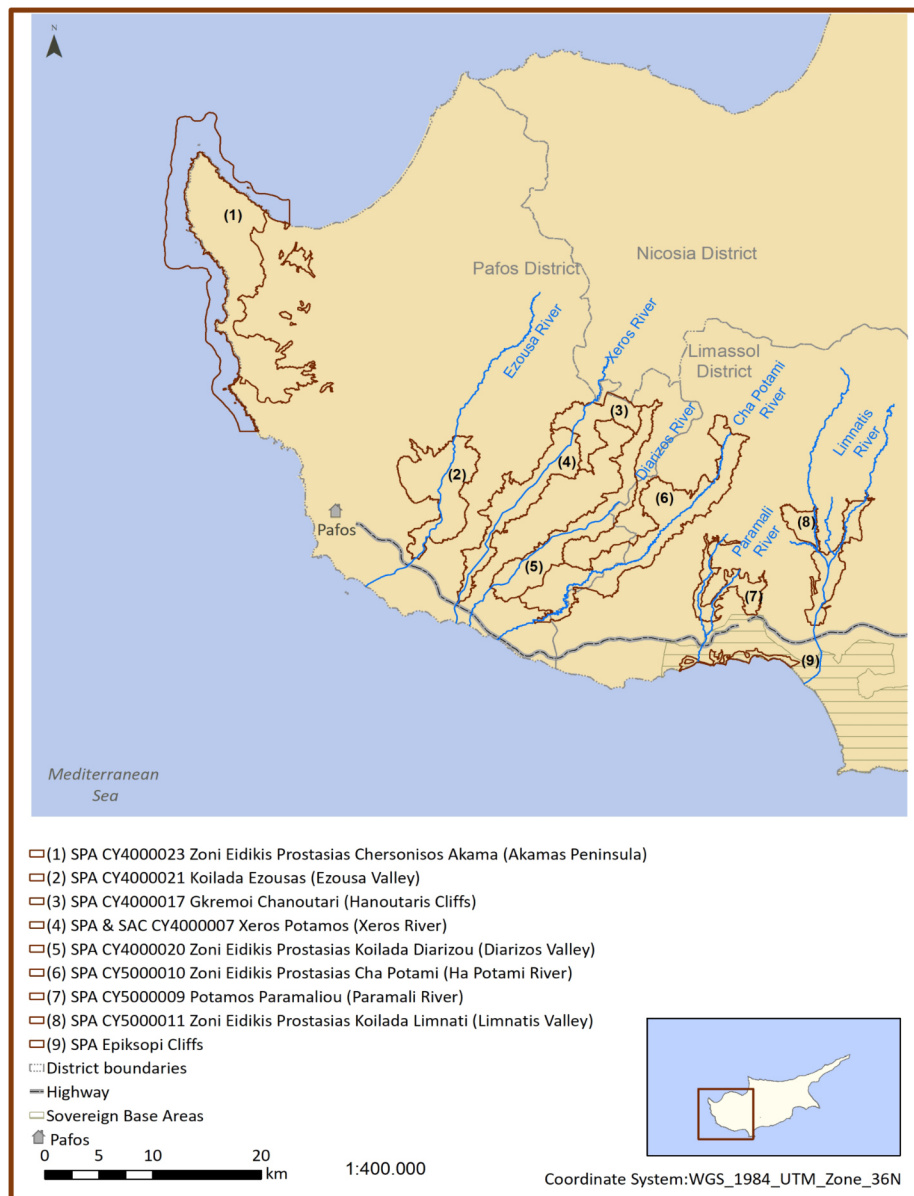 N
(1)
Nicosia District
Pafos District
Ezousa River
Xeros River
Limassol
District
Cha Potami
River
Limnatis
River
Diarizos River
(3)
(4)
(2)
(6)
Paramali
River
(8)
Pafos
(5)
(7)
(9)
Mediterranean
Sea
(1) SPA CY4000023 Zoni Eidikis Prostasias Chersonisos Akama (Akamas Peninsula)
(2) SPA CY4000021 Koilada Ezousas (Ezousa Valley)
(3) SPA CY4000017 Gkremoi Chanoutari (Hanoutaris Cliffs)
(4) SPA & SAC CY4000007 Xeros Potamos (Xeros River)
(5) SPA CY4000020 Zoni Eidikis Prostasias Koilada Diarizou (Diarizos Valley)
(6) SPA CY5000010 Zoni Eidikis Prostasias Cha Potami (Ha Potami River)
(7) SPA CY5000009 Potamos Paramaliou (Paramali River)
(8) SPA CY5000011 Zoni Eidikis Prostasias Koilada Limnati (Limnatis Valley)
(9) SPA Epiksopi Cliffs
District boundaries
Highway
Sovereign Base Areas
Pafos
0 5 10 20
km
1:400.000
Coordinate System:WGS_1984_UTM_Zone_36N